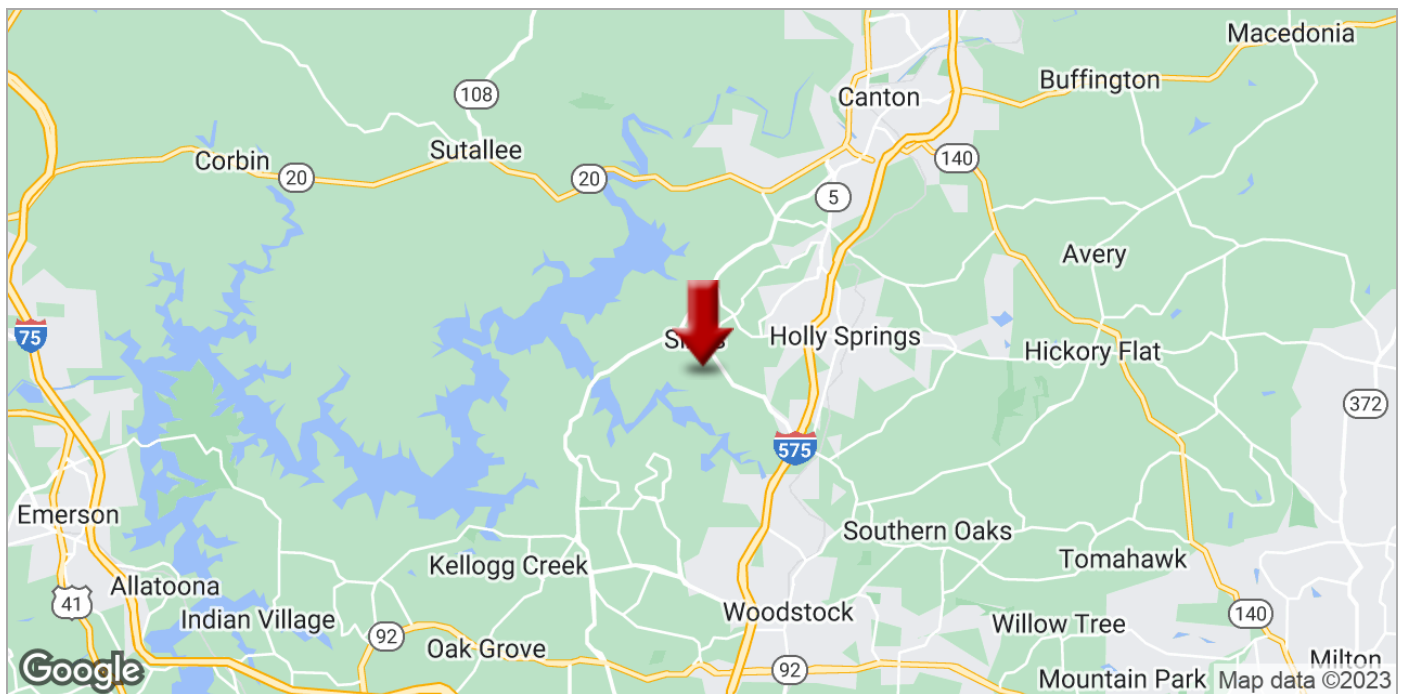 Macedonia
Buffington
108
Canton
Sutallee
140
Corbin
20
20
5
Avery
75
Holly Springs
Hickory Flat
372
575
Emerson
Southern Oaks
Tomahawk
Kellogg Creek
Allatoona
41
Woodstock
140
Indian Village
Willow Tree
92
Oak Grove
Milton
92
Mountain Park
Google
Map data ©2023